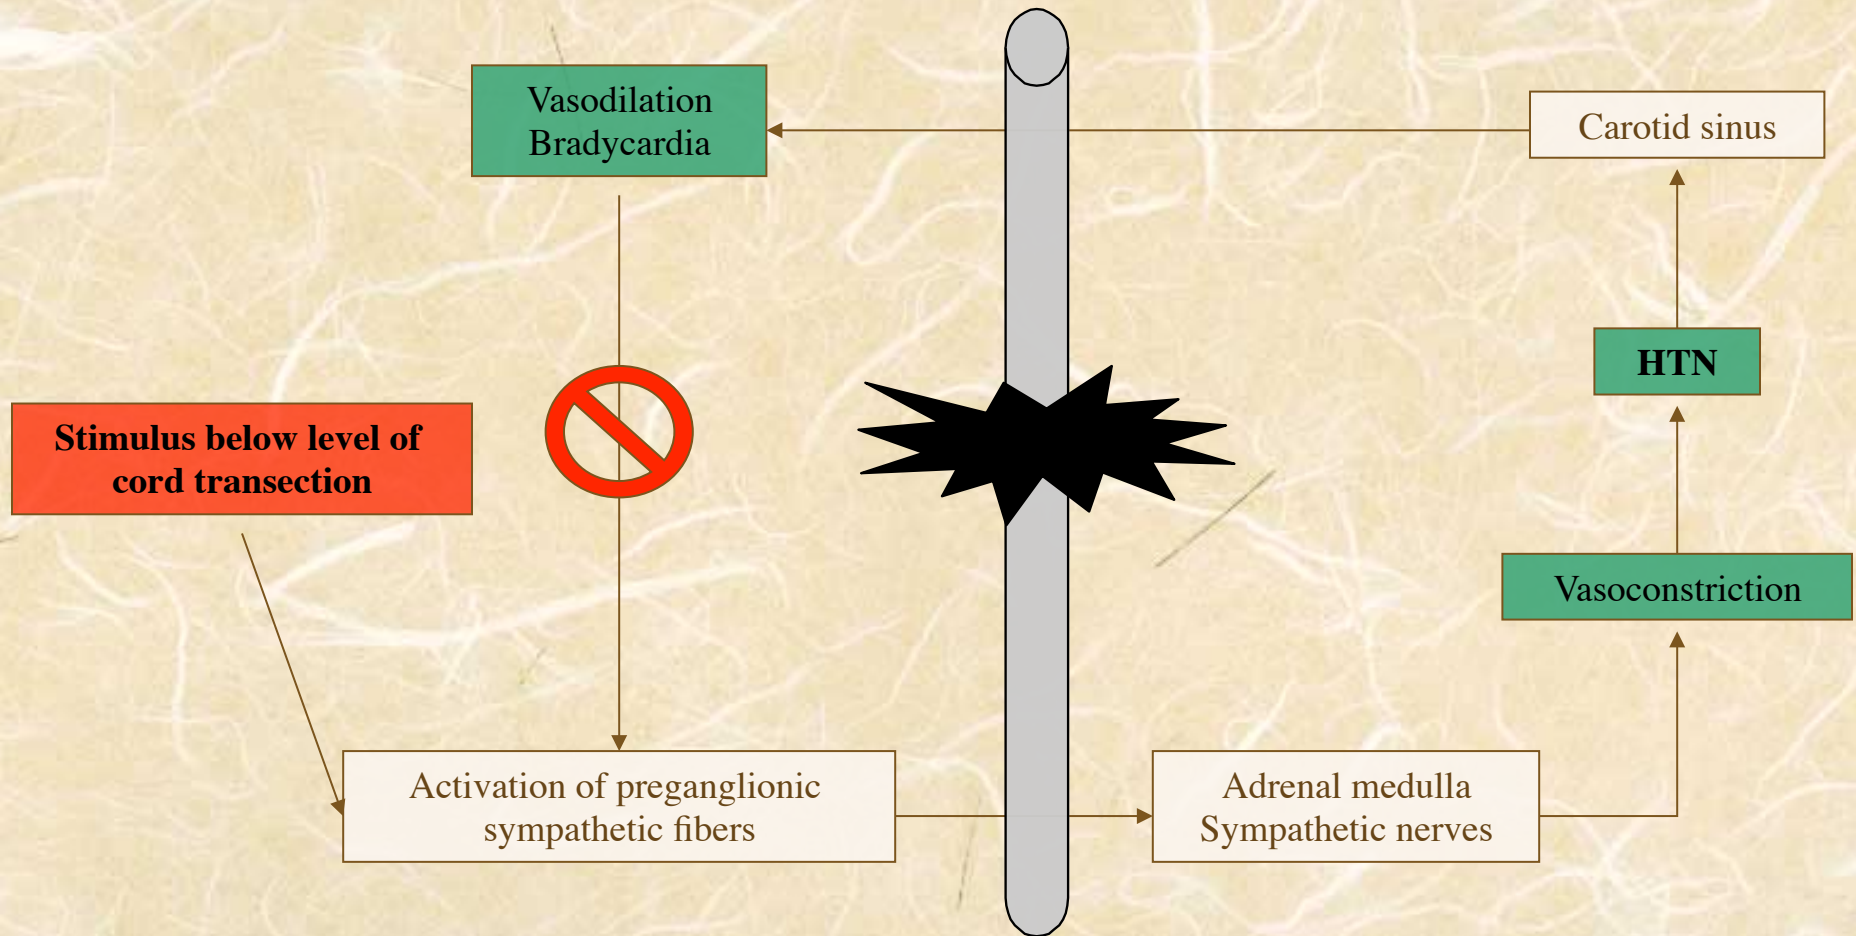 Vasodilation
Bradycardia
Carotid sinus
HTN
Stimulus below level of
cord transection
Vasoconstriction
Activation of preganglionic
sympathetic fibers
Adrenal medulla
Sympathetic nerves